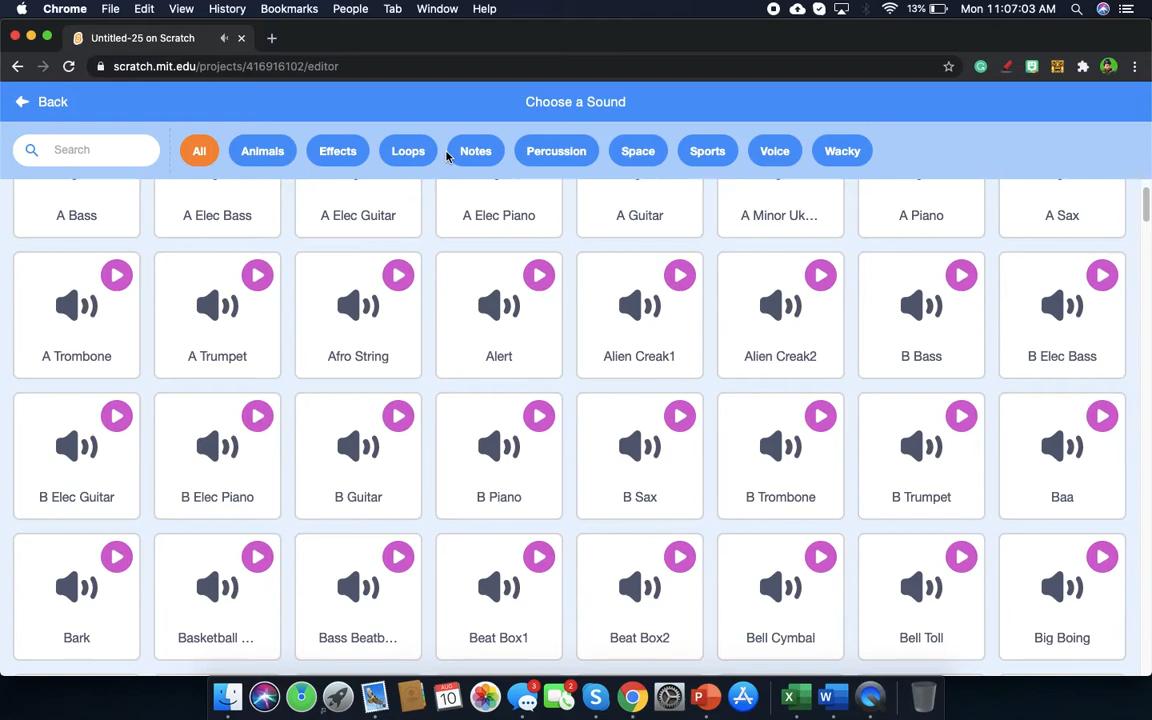 Chrome File Edit View History Bookmarks People Tab Window Help 13% Mon 11:07:03 AM
Untitled-25 on Scratch
scratch.mit.edu/projects/416916102/editor
Back Choose a Sound
Search All Animals Effects Loops Notes Percussion Space Sports Voice Wacky
A Bass A Elec Bass A Elec Guitar A Elec Piano A Guitar A Minor Uk... A Piano A Sax
A Trombone A Trumpet Afro String Alert Alien Creak1 Alien Creak2 B Bass B Elec Bass
B Elec Guitar B Elec Piano B Guitar B Piano B Sax B Trombone B Trumpet Baa
Bark Basketball ... Bass Beatb... Beat Box1 Beat Box2 Bell Cymbal Bell Toll Big Boing
AUG 3 2
10